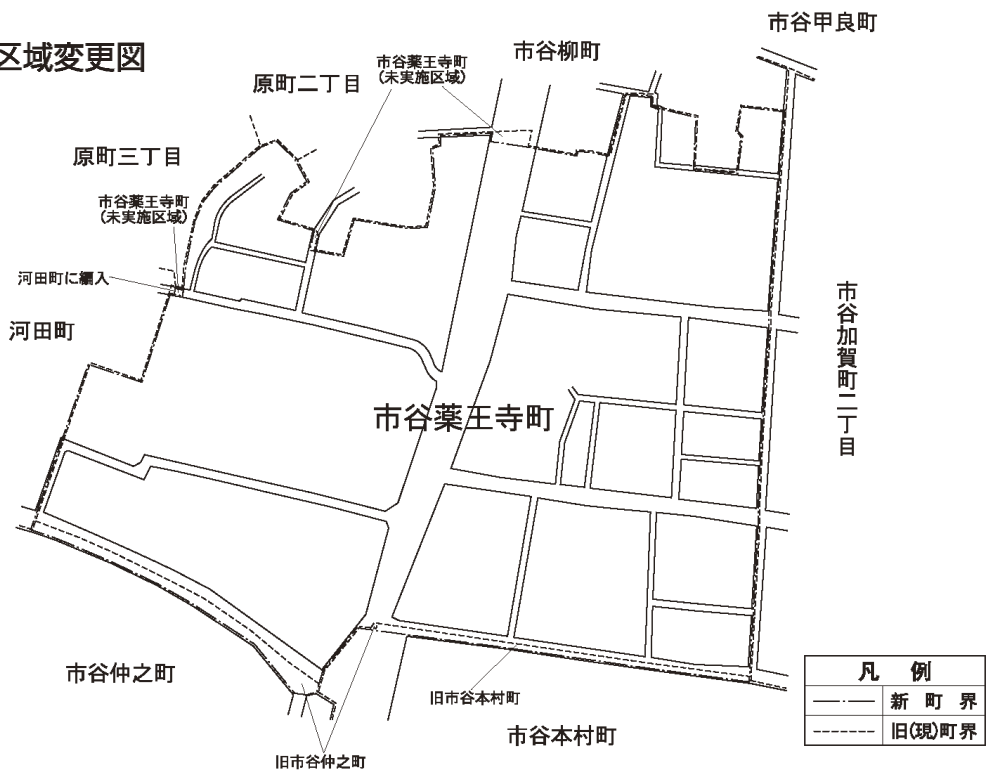 区域変更図
市谷甲良町
市谷柳町
市谷薬王寺町
(未実施区域)
原町二丁目
原町三丁目
市谷薬王寺町
(未実施区域)
河田町に編入
河田町
市谷加賀町二丁目
市谷薬王寺町
市谷仲之町
旧市谷本村町
市谷本村町
旧市谷仲之町
凡 例
新 町 界
旧(現)町界